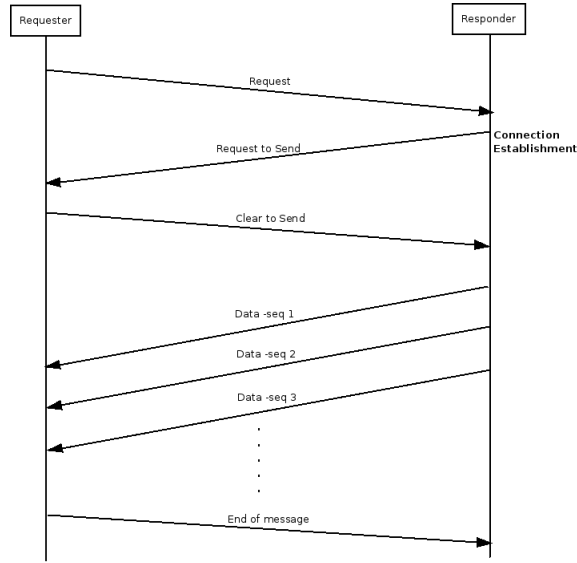 Requester
Responder
Request
Connection
Establishment
Request to Send
Clear to Send
Data -seq 1
Data -seq 2
Data -seq 3
End of message